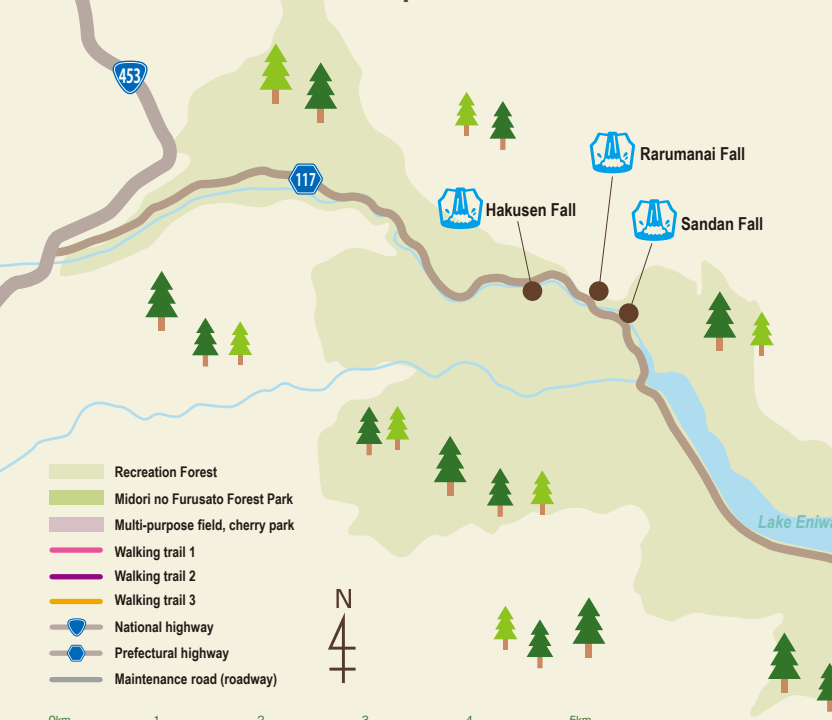 453
117
Rarumanai Fall
Hakusen Fall
Sandan Fall
Lake Eniwa
Recreation Forest
Midori no Furusato Forest Park
Multi-purpose field, cherry park
Walking trail 1
Walking trail 2
Walking trail 3
National highway
Prefectural highway
Maintenance road (roadway)
N
0km 1 2 3 4 5km